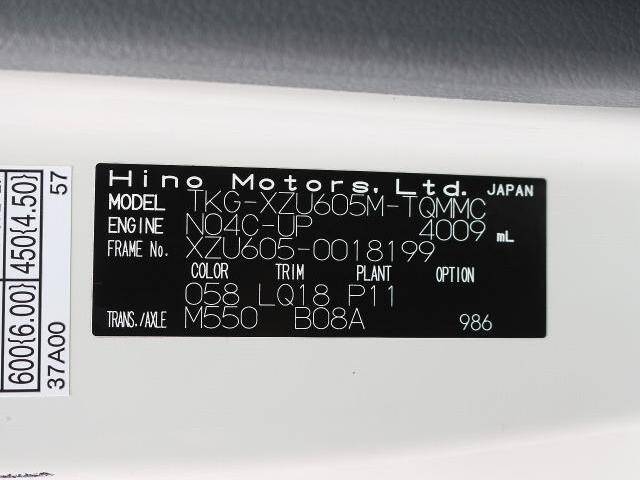 Hino Motors, Ltd. JAPAN
MODEL TKG-XZU605M-TQMMC
ENGINE N04C-UP 4009 mL
FRAME No. XZU605-0018199
COLOR TRIM PLANT OPTION
058 LQ18 P11
TRANS./AXLE M550 B08A 986
600{6.00} 450{4.50}
37A00 57